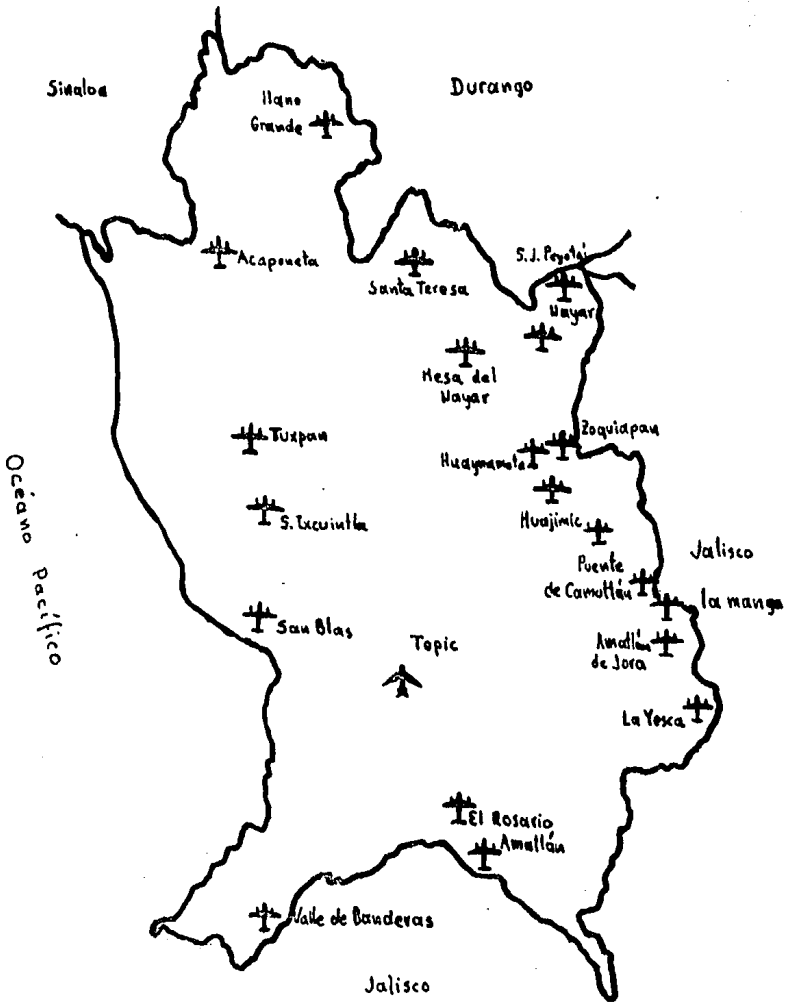 Sinaloa
Durango
Llano
Grande
Acaponeta
Santa Teresa
S.J. Peyotán
Nayar
Mesa del
Nayar
Tuxpan
Zoquiapan
Huaynamota
S. Ixcuintla
Huajimic
Océano Pacífico
Jalisco
Puente
de Camotlán
la manga
San Blas
Tepic
Amatlán
de Jora
La Yesca
El Rosario
Amatlán
Valle de Banderas
Jalisco